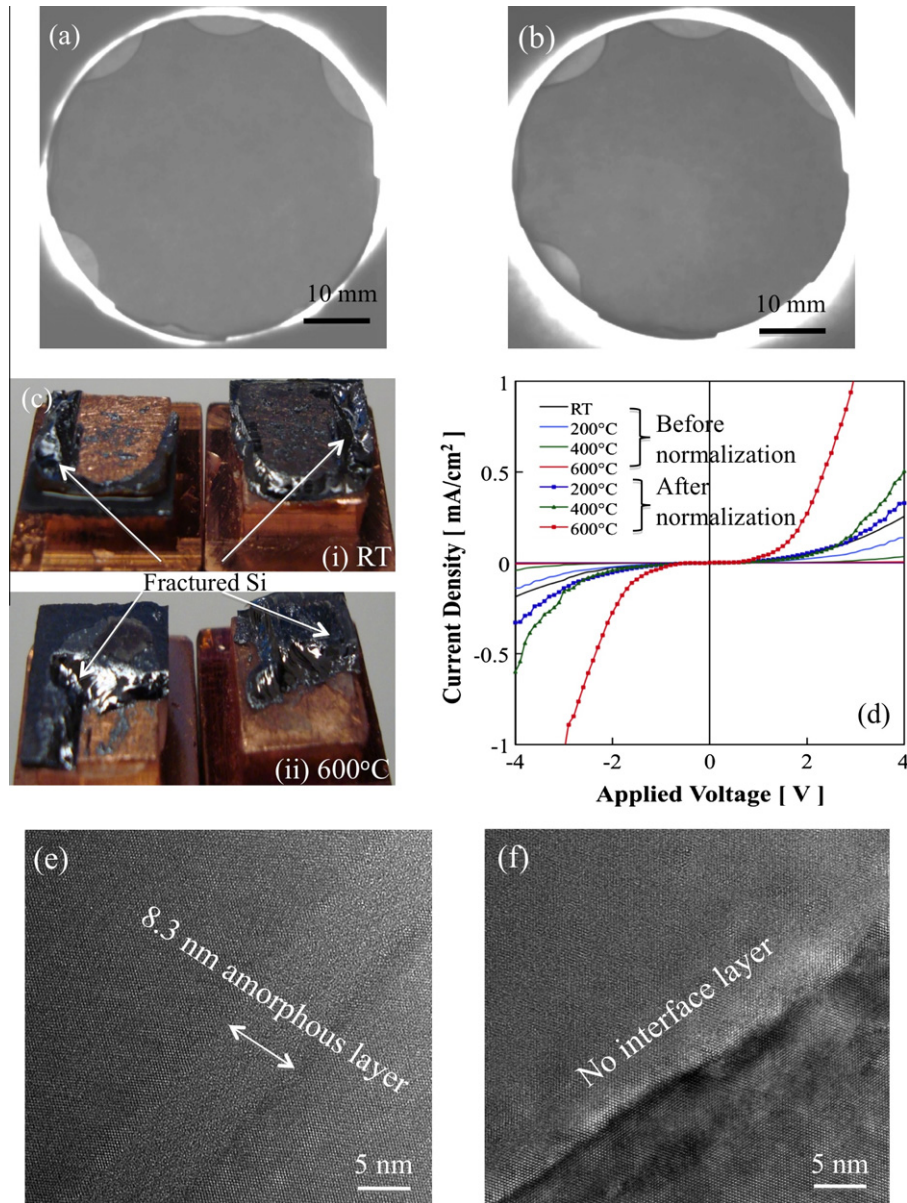 (a)
10 mm
(b)
10 mm
(c)
(i) RT
Fractured Si
(ii) 600°C
Current Density [ mA/cm² ]
1
0.5
0
-0.5
-1
RT
200°C
400°C
600°C
Before
normalization
200°C
400°C
600°C
After
normalization
(d)
-4
-2
0
2
4
Applied Voltage [ V ]
(e)
8.3 nm amorphous layer
5 nm
(f)
No interface layer
5 nm